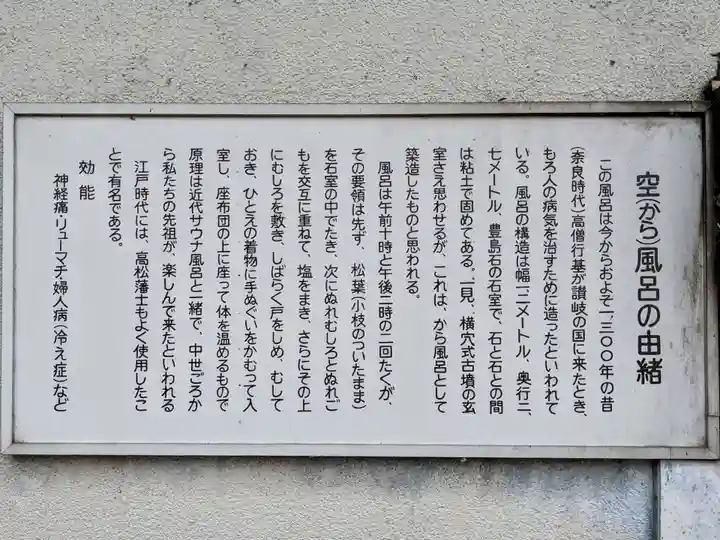 空(から)風呂の由緒
この風呂は今からおよそ一、三〇〇年の昔
(奈良時代)高僧行基が讃岐の国に来たとき、
もろ人の病気を治すために造ったといわれて
いる。風呂の構造は幅一、二メートル、奥行二、
七メートル、豊島石の石室で、石と石との間
は粘土で固めてある。一見、横穴式古墳の玄
室さえ思わせるが、これは、から風呂として
築造したものと思われる。
風呂は午前十時と午後二時の二回たくが、
その要領は先ず、松葉(小枝のついたまま)
を石室の中でたき、次にぬれむしろとぬれご
もを交互に重ねて、塩をまき、さらにその上
にむしろを敷き、しばらく戸をしめ、むして
おき、ひとえの着物に手ぬぐいをかむって入
室し、座布団の上に座って体を温めるもので
原理は近代サウナ風呂と一緒で、中世ごろか
ら私たちの先祖が、楽しんで来たといわれる
江戸時代には、高松藩士もよく使用したこ
とで有名である。
効能
神経痛・リューマチ・婦人病(冷え症)など